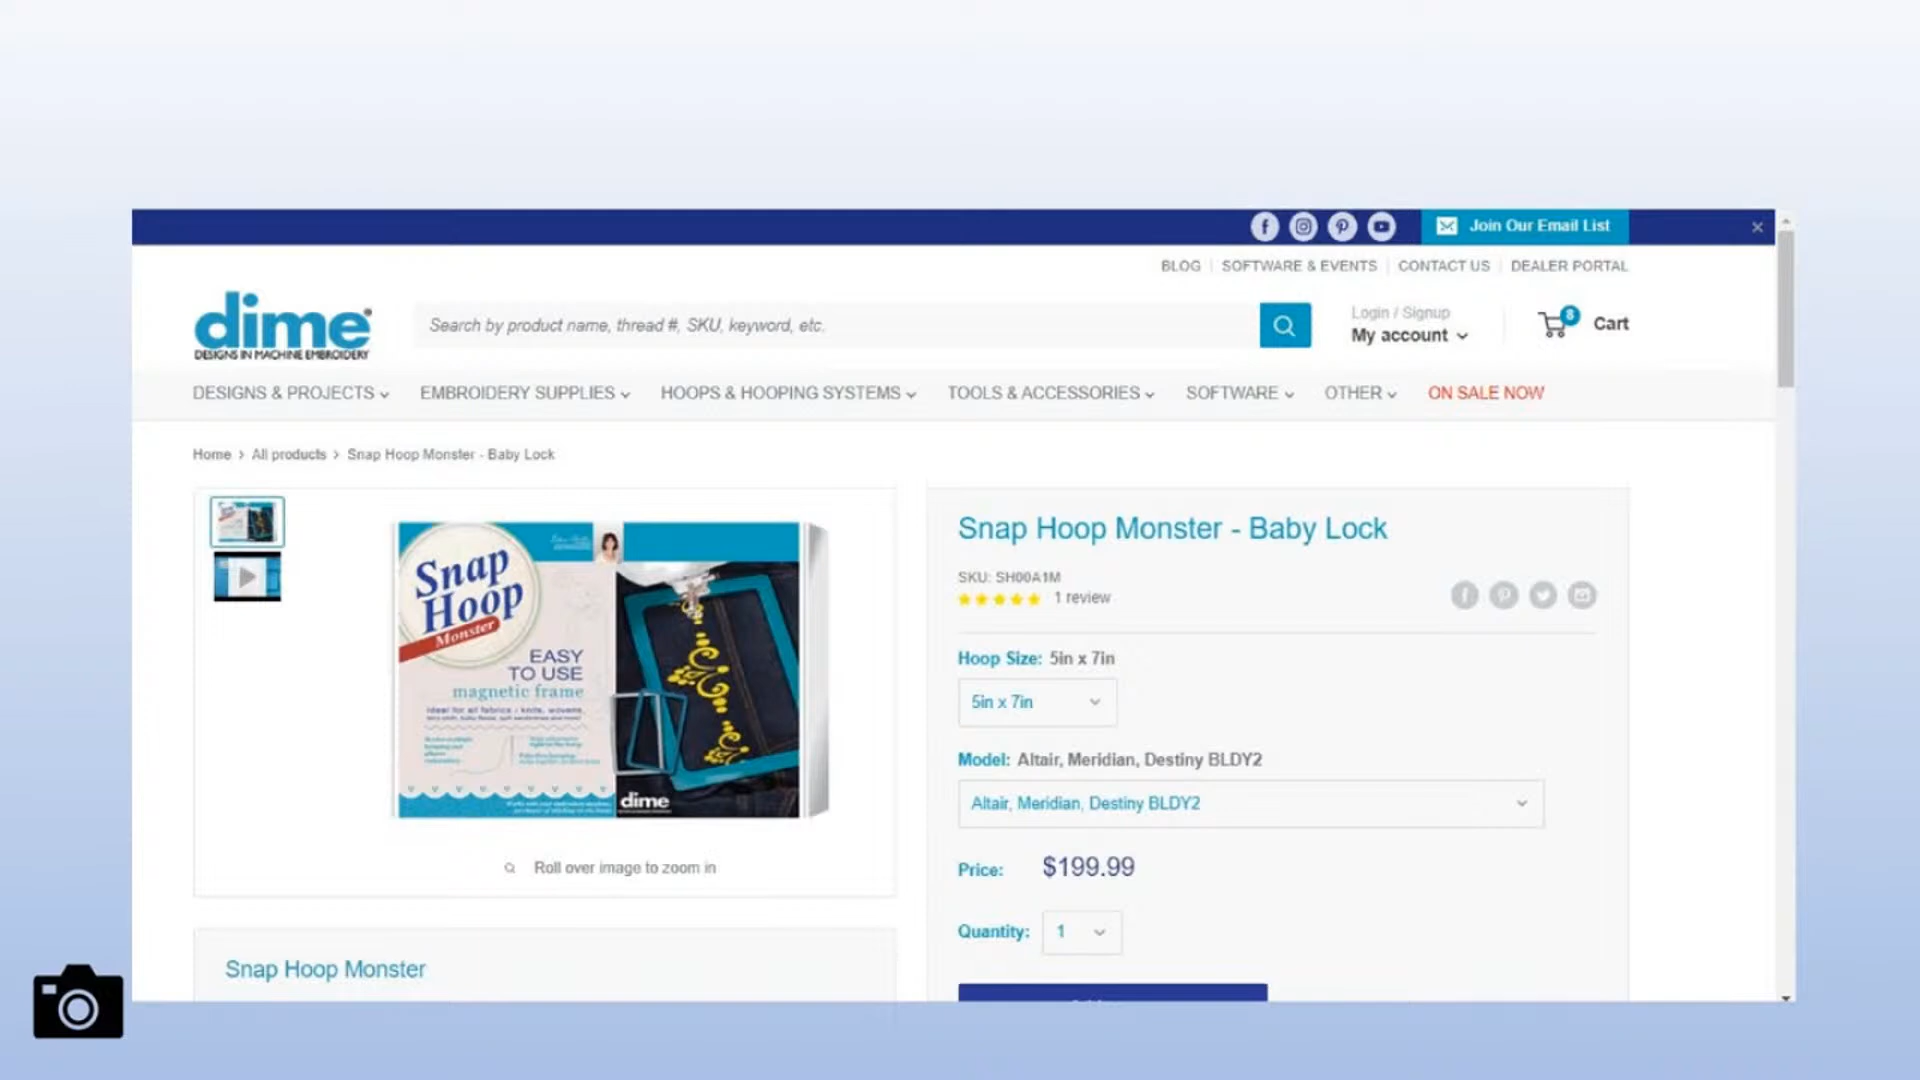 Join Our Email List
BLOG SOFTWARE & EVENTS CONTACT US DEALER PORTAL
dime
DESIGNS IN MACHINE EMBROIDERY
Search by product name, thread #, SKU, keyword, etc.
Login / Signup
My account
8
Cart
DESIGNS & PROJECTS EMBROIDERY SUPPLIES HOOPS & HOOPING SYSTEMS TOOLS & ACCESSORIES SOFTWARE OTHER ON SALE NOW
Home > All products > Snap Hoop Monster - Baby Lock
Snap
Hoop
Monster
EASY
TO USE
magnetic frame
dime
Roll over image to zoom in
Snap Hoop Monster
Snap Hoop Monster - Baby Lock
SKU: SH00A1M
1 review
Hoop Size: 5in x 7in
5in x 7in
Model: Altair, Meridian, Destiny BLDY2
Altair, Meridian, Destiny BLDY2
Price: $199.99
Quantity: 1